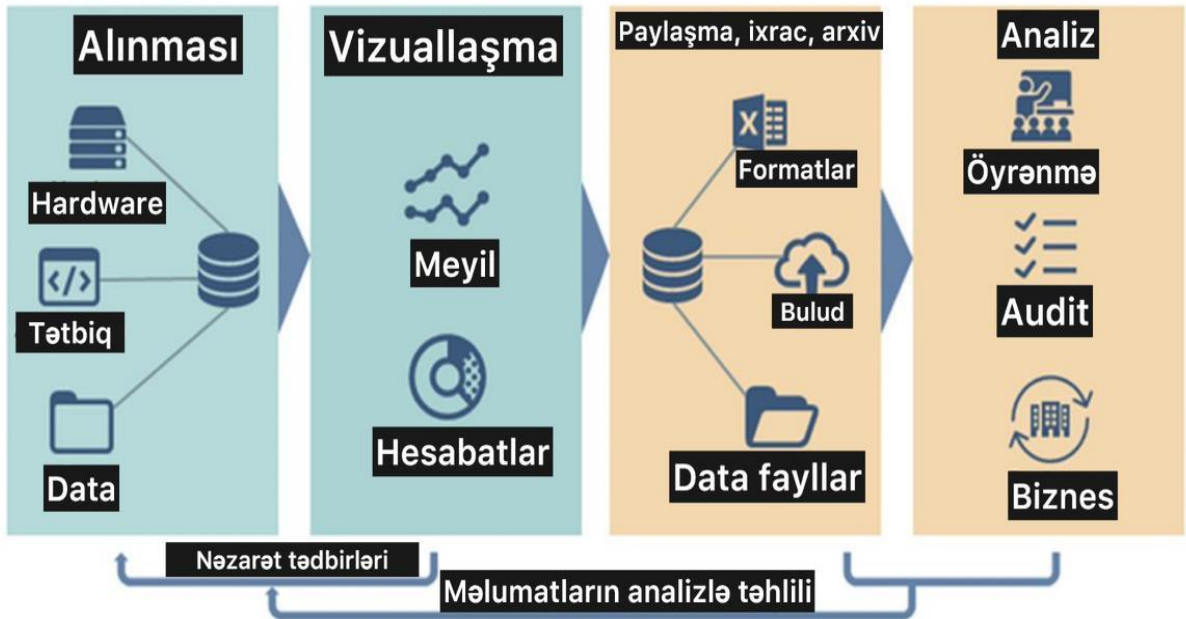 Alınması
Hardware
Tətbiq
Data
Vizuallaşma
Meyil
Hesabatlar
Paylaşma, ixrac, arxiv
X
Formatlar
Bulud
Data fayllar
Analiz
Öyrənmə
Audit
Biznes
Nəzarət tədbirləri
Məlumatların analizlə təhlili